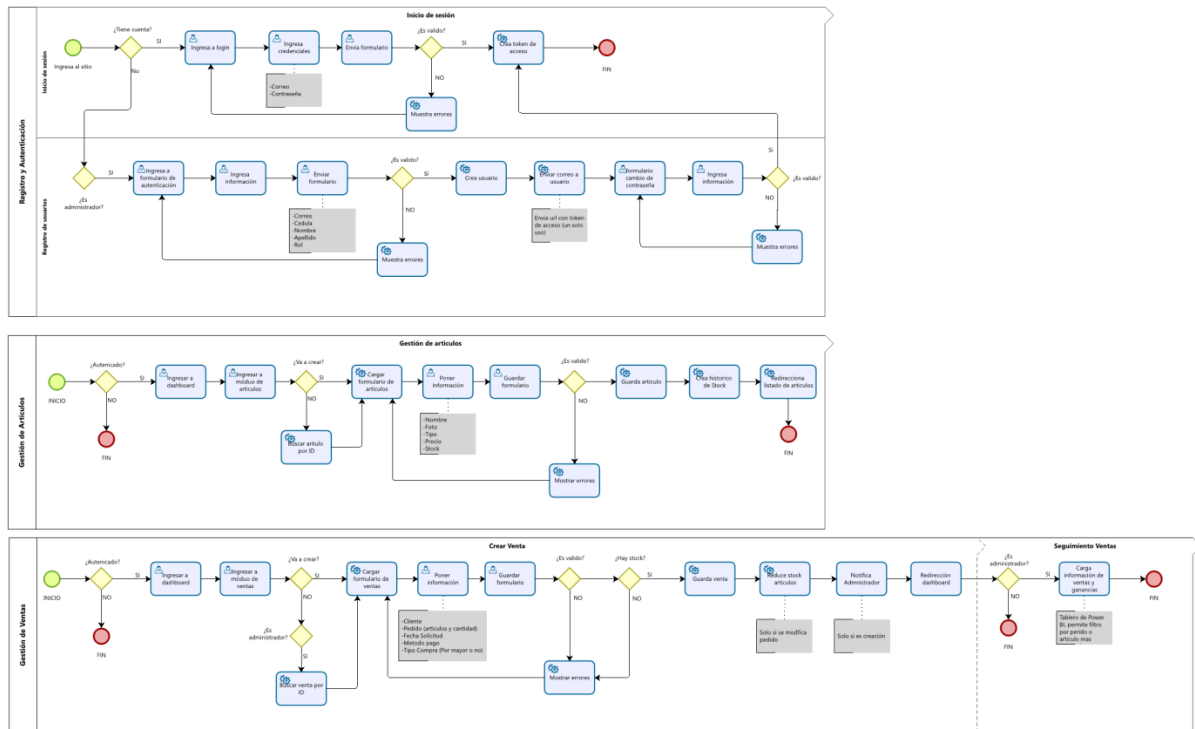 Registro y Autenticación
Inicio de sesión
Inicio de sesión
Ingresa al sitio
¿Tiene cuenta?
SI
No
Ingresa a login
Ingresa
credenciales
-Correo
-Contraseña
Envía formulario
¿Es valido?
SI
NO
Muestra errores
Crea token de
acceso
FIN
Registro de usuarios
¿Es
administrador?
SI
Ingresa a
formulario de
autenticación
Ingresa
información
Enviar
formulario
-Correo
-Cedula
-Nombre
-Apellido
-Rol
¿Es valido?
SI
NO
Muestra errores
Crea usuario
Enviar correo a
usuario
Envia url con token
de acceso (un solo
uso)
formulario
cambio de
contraseña
Ingresa
información
Si
¿Es valido?
NO
Muestra errores
Gestión de Artículos
Gestión de artículos
INICIO
¿Autenicado?
SI
NO
FIN
Ingresar a
dashboard
Ingresar a
móduo de
artículos
¿Va a crear?
SI
NO
Buscar artiulo
por ID
Cargar
formulario de
artículos
Poner
información
-Nombre
-Foto
-Tipo
-Precio
-Stock
Guardar
formulario
¿Es valido?
SI
NO
Mostrar errores
Guarda artículo
Crea historico
de Stock
Redirecciona
listado de artículos
FIN
Gestión de Ventas
Crear Venta
INICIO
¿Autenicado?
SI
NO
FIN
Ingresar a
dashboard
Ingresar a
móduo de
ventas
¿Va a crear?
SI
NO
¿Es
administrador?
SI
Buscar venta por
ID
Cargar
formulario de
ventas
Poner
información
-Cliente
-Pedido (artículos y cantidad)
-Fecha Solicitud
-Metodo pago
-Tipo Compra (Por mayor o no)
Guardar
formulario
¿Es valido?
SI
NO
¿Hay stock?
SI
NO
Mostrar errores
Guarda venta
Reduce stock
artículos
Solo si se modfica
pedido
Notifica
Admnistrador
Solo si es creación
Redirección
dashboard
Seguimiento Ventas
¿Es
administrador?
SI
NO
FIN
Carga
información de
ventas y
ganancias
Tablero de Power
BI, permite filtro
por perido o
artículo mas
FIN